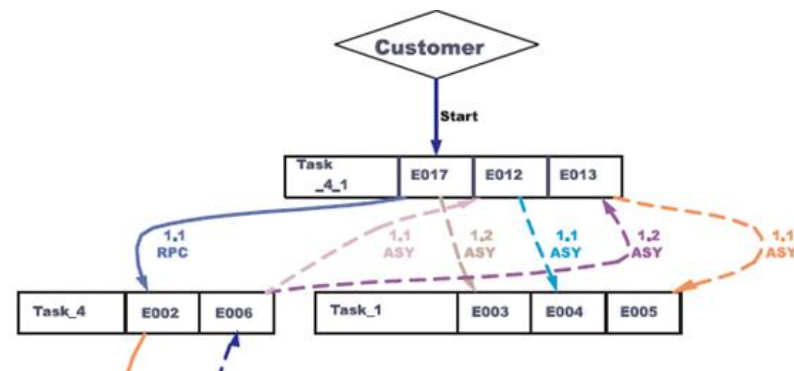 Customer
Start
Task
_4_1
E017
E012
E013
1.1
RPC
1.1
ASY
1.2
ASY
1.1
ASY
1.2
ASY
1.1
ASY
Task_4
E002
E006
Task_1
E003
E004
E005